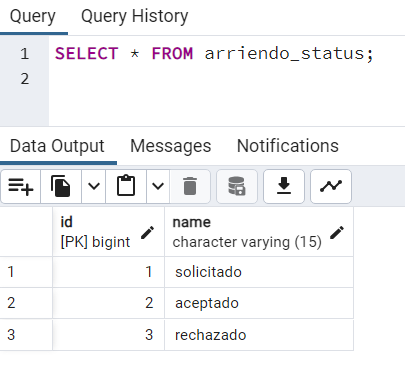 Query Query History
1 SELECT * FROM arriendo_status;
2
Data Output Messages Notifications
id name
[PK] bigint character varying (15)
1 1 solicitado
2 2 aceptado
3 3 rechazado